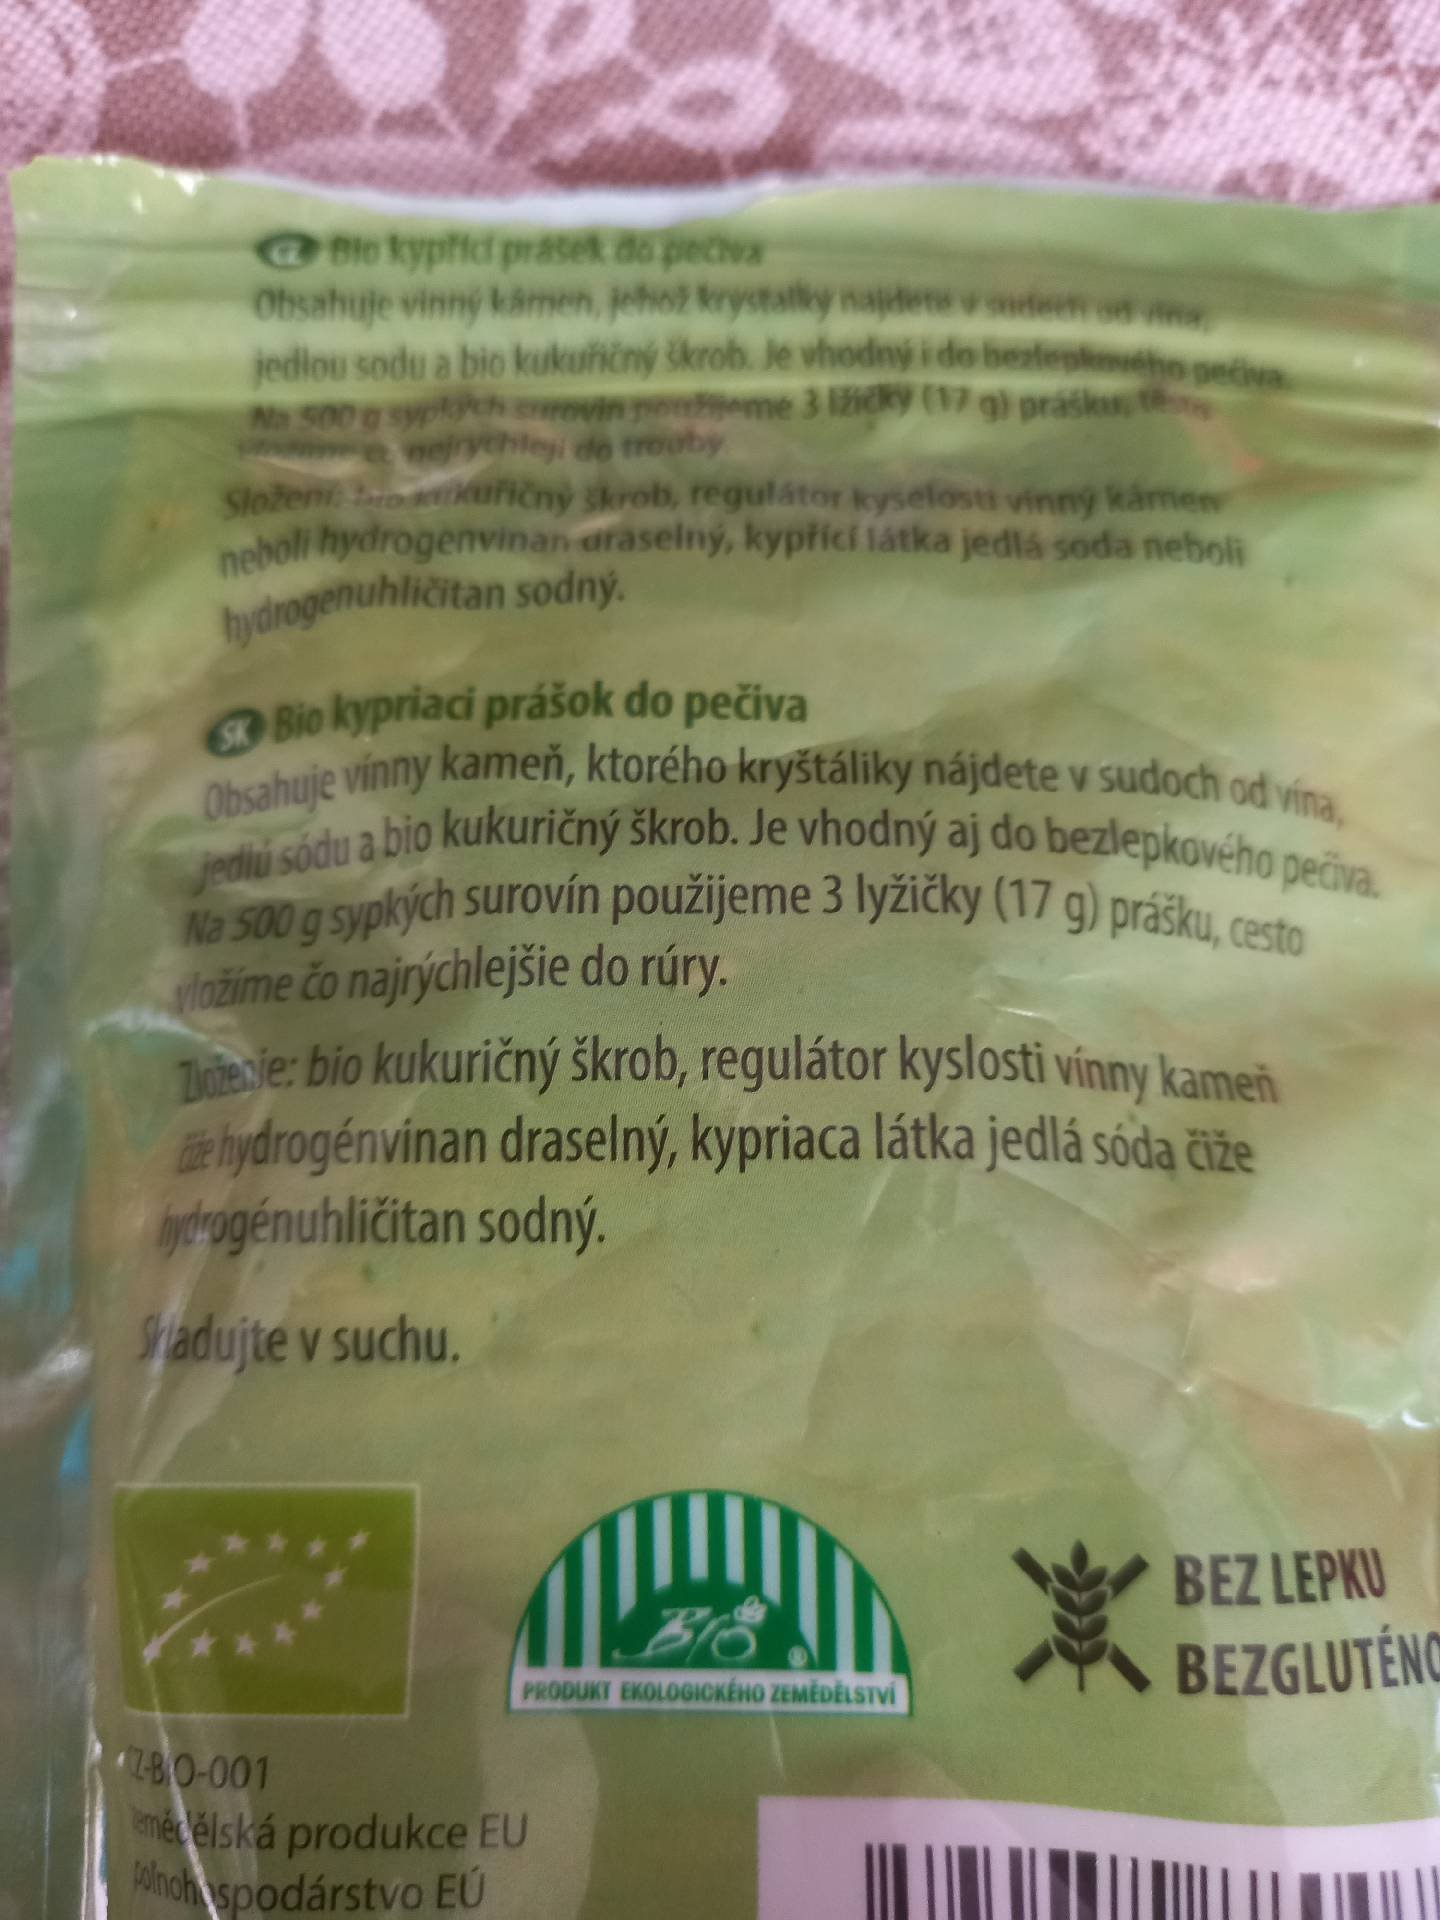 CZ Bio kypřicí prášek do pečiva
Obsahuje vinný kámen, jehož krystalky najdete v sudech od vína,
jedlou sodu a bio kukuřičný škrob. Je vhodný i do bezlepkového pečiva.
Na 500 g sypkých surovin použijeme 3 lžičky (17 g) prášku, těsto
co nejrychleji do trouby.
Složení: bio kukuřičný škrob, regulátor kyselosti vinný kámen
neboli hydrogenvinan draselný, kypřící látka jedlá soda neboli
hydrogenuhličitan sodný.
SK Bio kypriaci prášok do pečiva
Obsahuje vínny kameň, ktorého kryštáliky nájdete v sudoch od vína,
jedlú sódu a bio kukuričný škrob. Je vhodný aj do bezlepkového pečiva.
Na 500 g sypkých surovín použijeme 3 lyžičky (17 g) prášku, cesto
vložíme čo najrýchlejšie do rúry.
Zloženie: bio kukuričný škrob, regulátor kyslosti vínny kameň
čiže hydrogénvinan draselný, kypriaca látka jedlá sóda čiže
hydrogénuhličitan sodný.
Skladujte v suchu.
Bio ®
PRODUKT EKOLOGICKÉHO ZEMĚDĚLSTVÍ
BEZ LEPKU
BEZGLUTÉNO
CZ-BIO-001
zemědělská produkce EU
poľnohospodárstvo EÚ